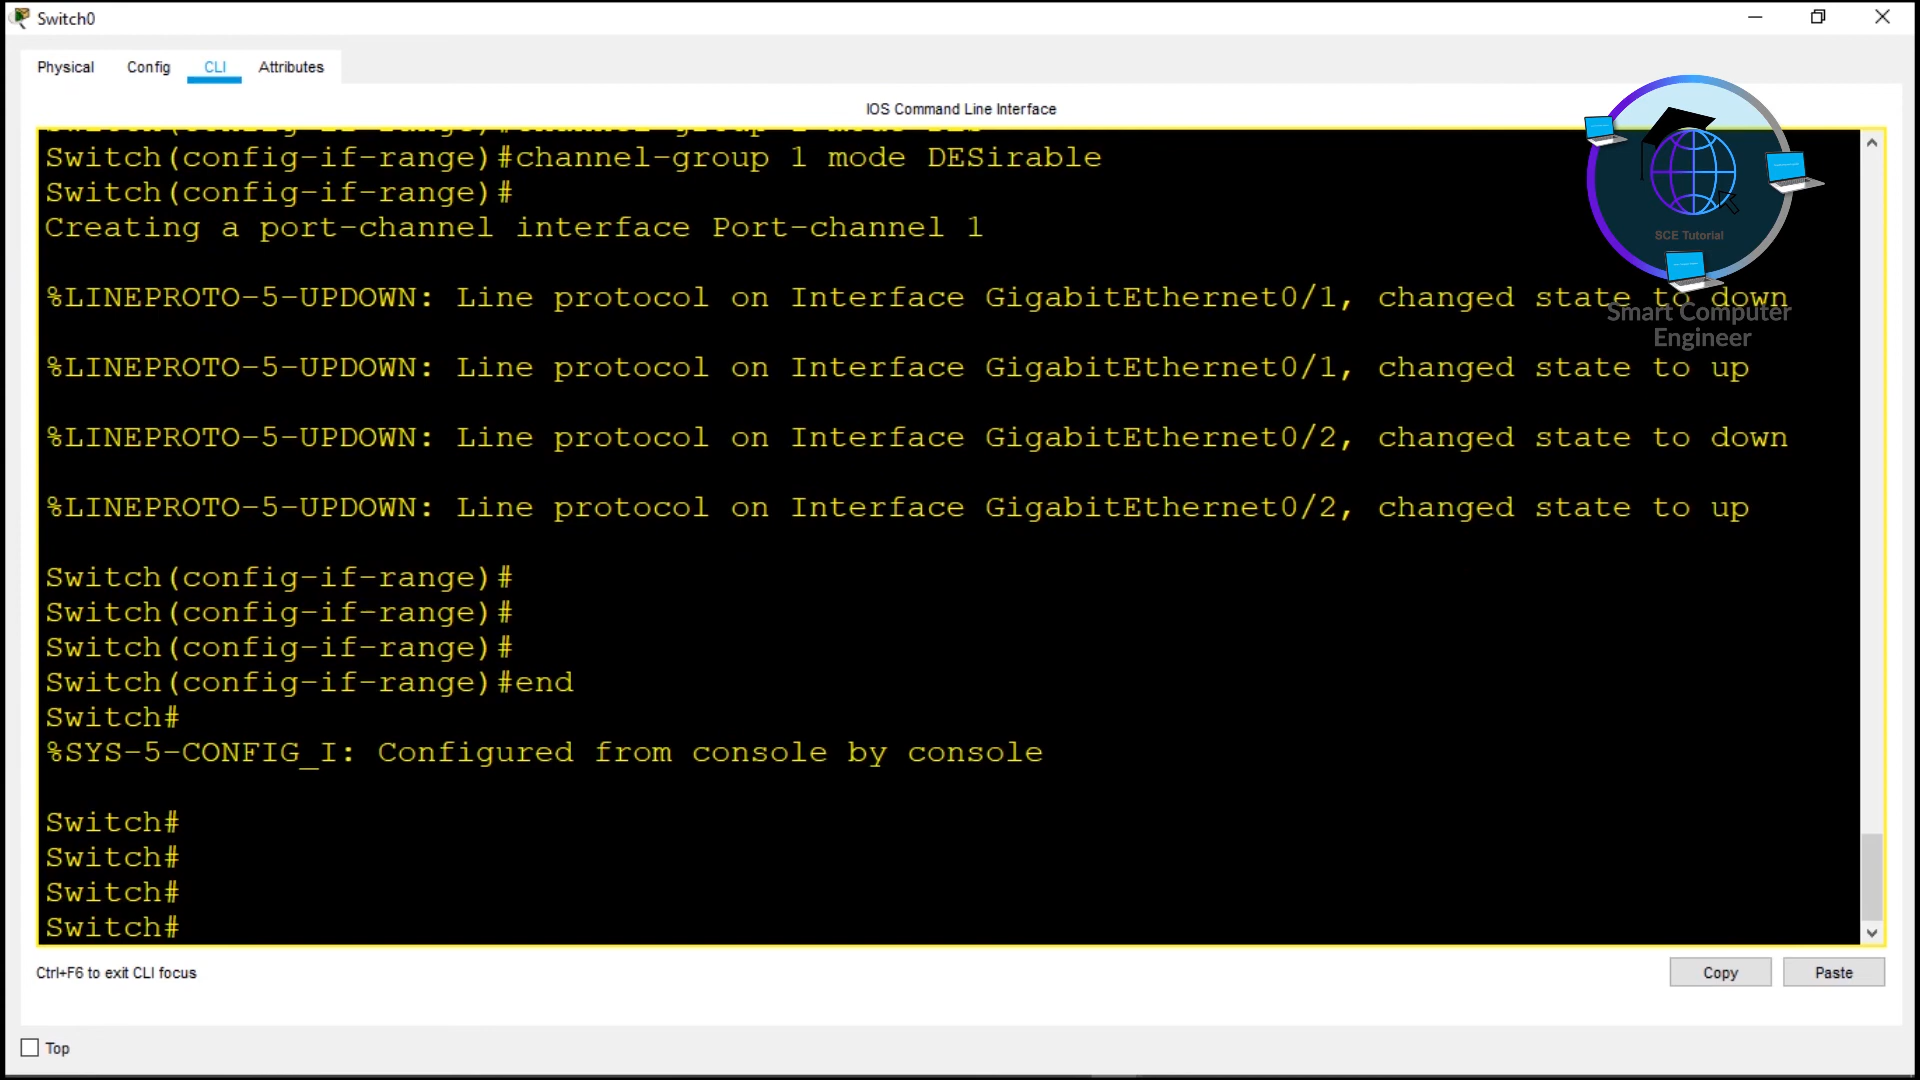 Switch0
Physical Config CLI Attributes
IOS Command Line Interface
Switch(config-if-range)#channel-group 1 mode DESirable
Switch(config-if-range)#
Creating a port-channel interface Port-channel 1
%LINEPROTO-5-UPDOWN: Line protocol on Interface GigabitEthernet0/1, changed state to down
%LINEPROTO-5-UPDOWN: Line protocol on Interface GigabitEthernet0/1, changed state to up
%LINEPROTO-5-UPDOWN: Line protocol on Interface GigabitEthernet0/2, changed state to down
%LINEPROTO-5-UPDOWN: Line protocol on Interface GigabitEthernet0/2, changed state to up
Switch(config-if-range)#
Switch(config-if-range)#
Switch(config-if-range)#
Switch(config-if-range)#end
Switch#
%SYS-5-CONFIG_I: Configured from console by console
Switch#
Switch#
Switch#
Switch#
SCE Tutorial
Smart Computer
Engineer
Ctrl+F6 to exit CLI focus
Copy Paste
Top